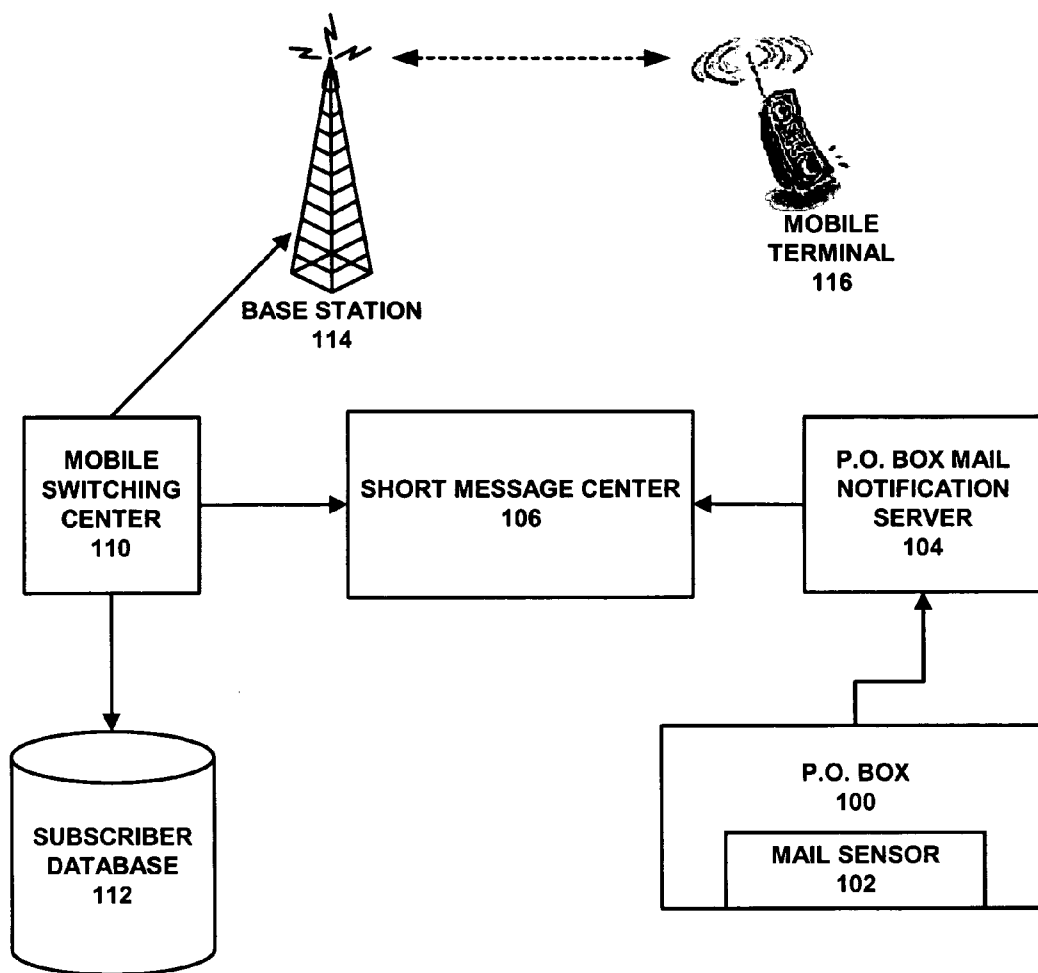 MOBILE
TERMINAL
116
BASE STATION
114
MOBILE
SWITCHING
CENTER
110
SHORT MESSAGE CENTER
106
P.O. BOX MAIL
NOTIFICATION
SERVER
104
SUBSCRIBER
DATABASE
112
P.O. BOX
100
MAIL SENSOR
102